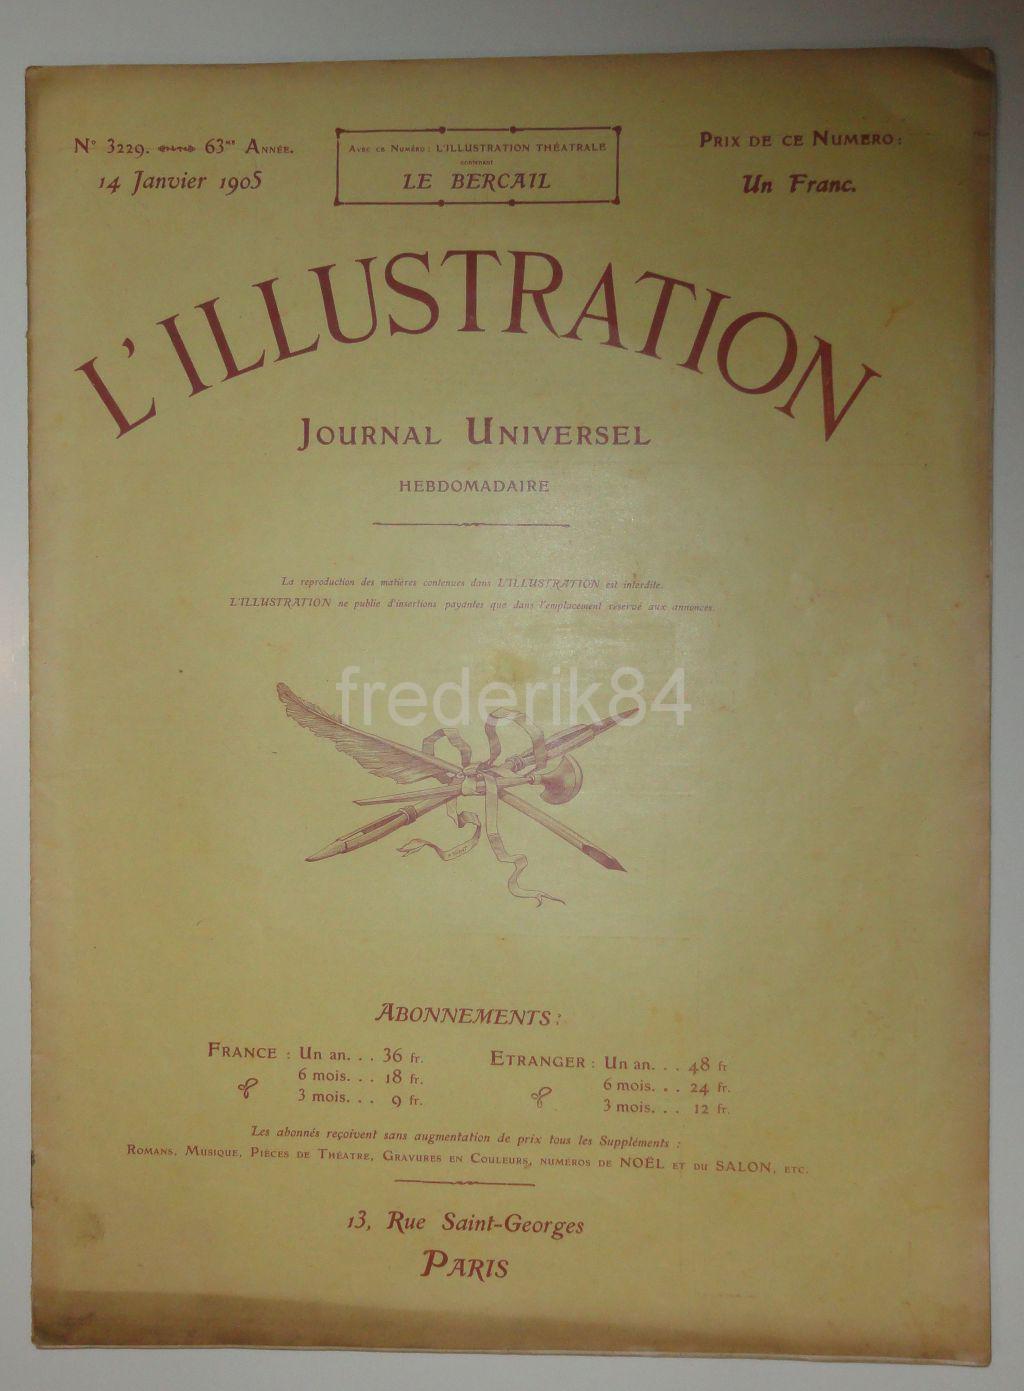 N° 3229. 63me Année.
14 Janvier 1905
Avec ce Numéro : L'ILLUSTRATION THÉATRALE
contenant
LE BERCAIL
Prix de ce Numéro :
Un Franc.
L'ILLUSTRATION
Journal Universel
HEBDOMADAIRE
La reproduction des matières contenues dans L'ILLUSTRATION est interdite.
L'ILLUSTRATION ne publie d'insertions payantes que dans l'emplacement réservé aux annonces.
frederik84
Abonnements :
France : Un an. . . 36 fr.
6 mois. . . 18 fr.
3 mois. . . 9 fr.
Etranger : Un an. . . 48 fr
6 mois. . . 24 fr.
3 mois. . . 12 fr.
Les abonnés reçoivent sans augmentation de prix tous les Suppléments :
Romans, Musique, Pièces de Théatre, Gravures en Couleurs, numéros de NOËL et du SALON, etc.
13, Rue Saint-Georges
Paris